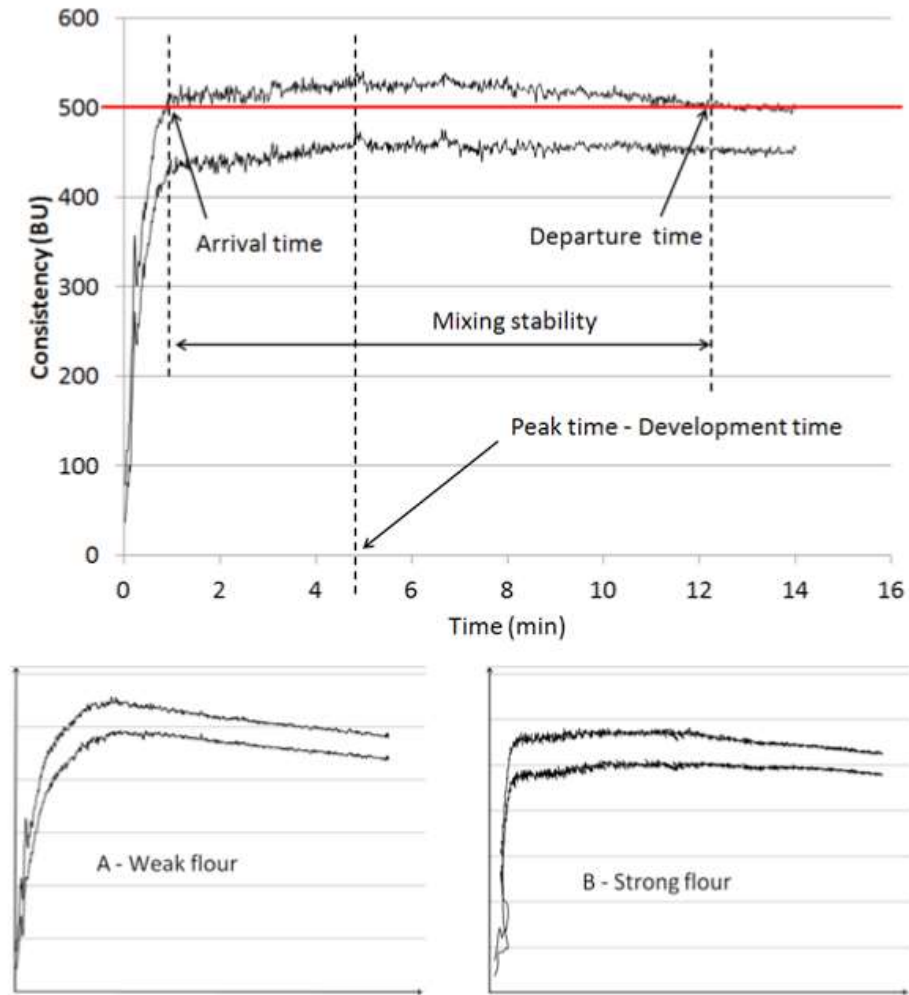 600
500
400
300
200
100
0
Consistency (BU)
Arrival time
Departure time
Mixing stability
Peak time - Development time
0 2 4 6 8 10 12 14 16
Time (min)
A - Weak flour
B - Strong flour